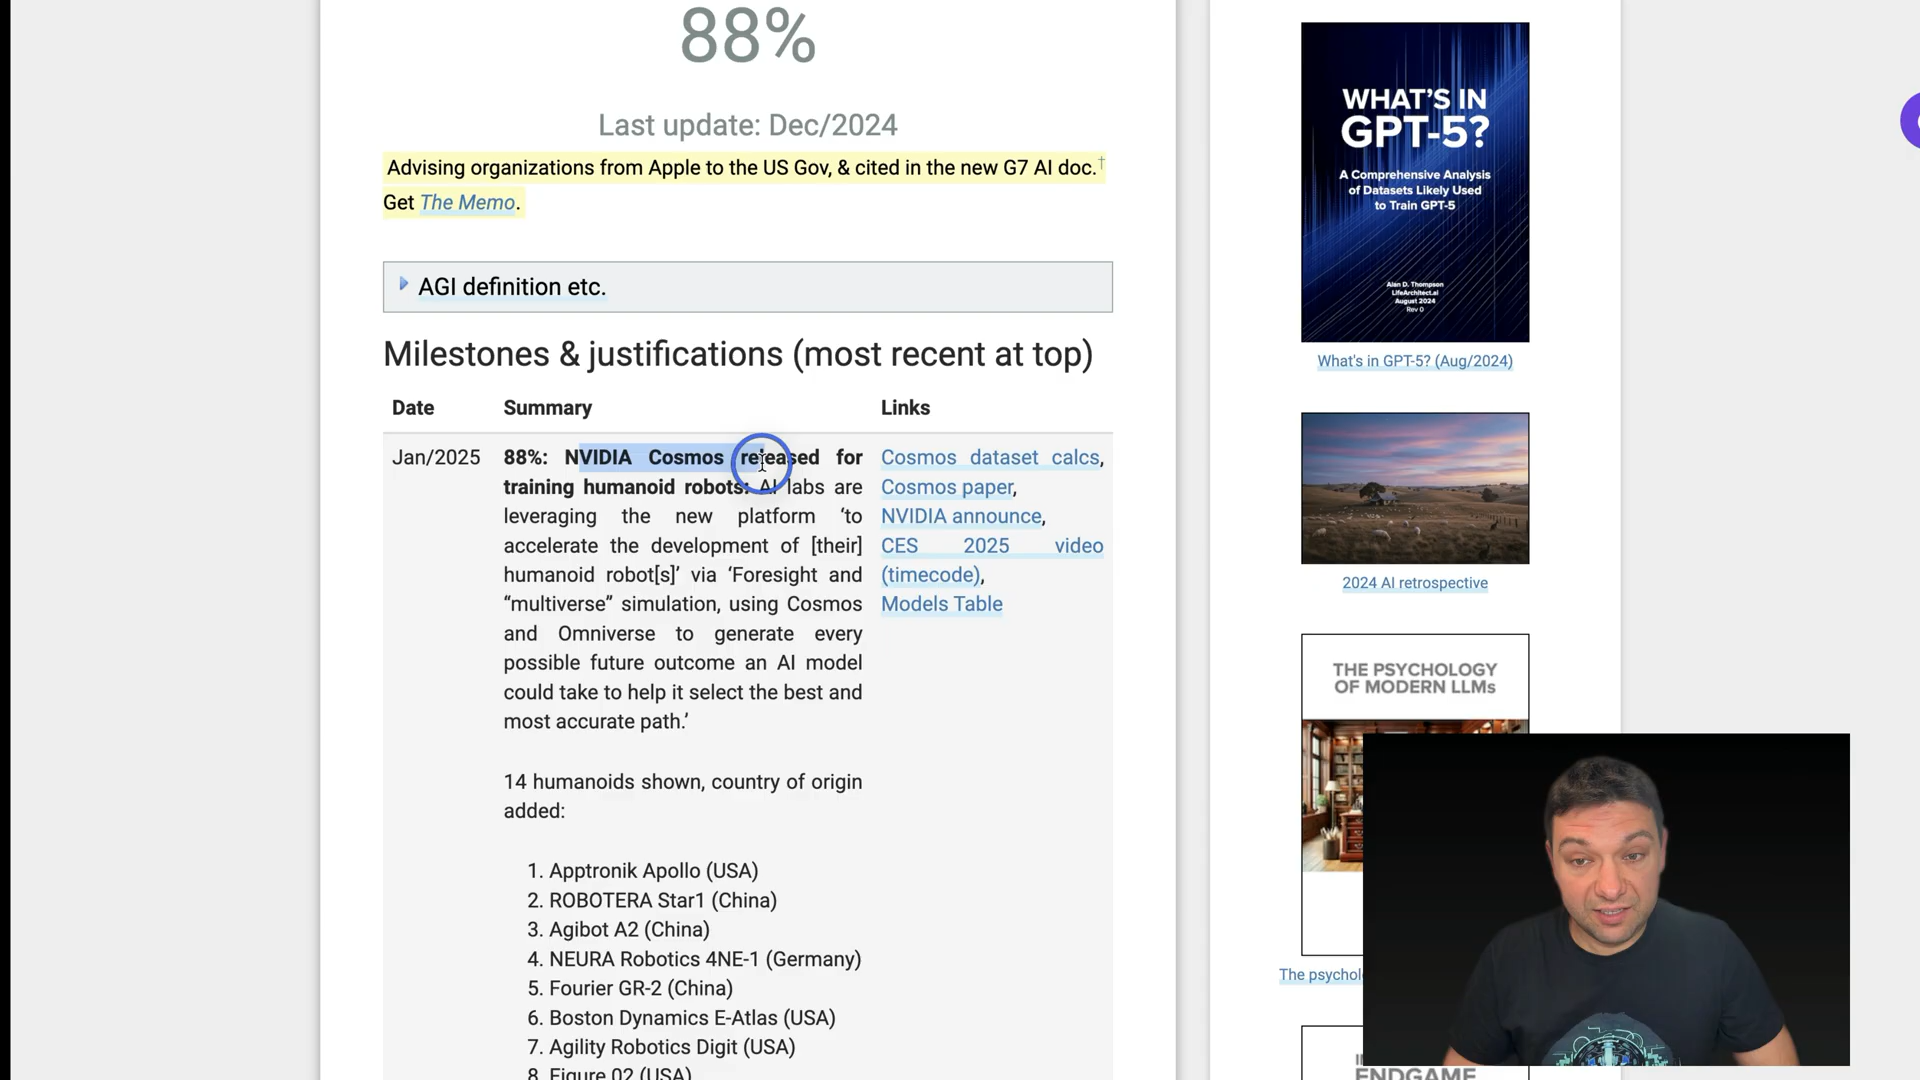 88%
Last update: Dec/2024
Advising organizations from Apple to the US Gov, & cited in the new G7 AI doc.†
Get The Memo.
AGI definition etc.
Milestones & justifications (most recent at top)
Date Summary Links
Jan/2025
88%: NVIDIA Cosmos released for
training humanoid robots: AI labs are
leveraging the new platform ‘to
accelerate the development of [their]
humanoid robot[s]’ via ‘Foresight and
“multiverse” simulation, using Cosmos
and Omniverse to generate every
possible future outcome an AI model
could take to help it select the best and
most accurate path.’
14 humanoids shown, country of origin
added:
1. Apptronik Apollo (USA)
2. ROBOTERA Star1 (China)
3. Agibot A2 (China)
4. NEURA Robotics 4NE-1 (Germany)
5. Fourier GR-2 (China)
6. Boston Dynamics E-Atlas (USA)
7. Agility Robotics Digit (USA)
8. Figure 02 (USA)
Cosmos dataset calcs,
Cosmos paper,
NVIDIA announce,
CES 2025 video
(timecode),
Models Table
WHAT'S IN
GPT-5?
A Comprehensive Analysis
of Datasets Likely Used
to Train GPT-5
Alan D. Thompson
LifeArchitect.ai
August 2024
Rev 0
What's in GPT-5? (Aug/2024)
2024 AI retrospective
THE PSYCHOLOGY
OF MODERN LLMs
The
ENDGAME